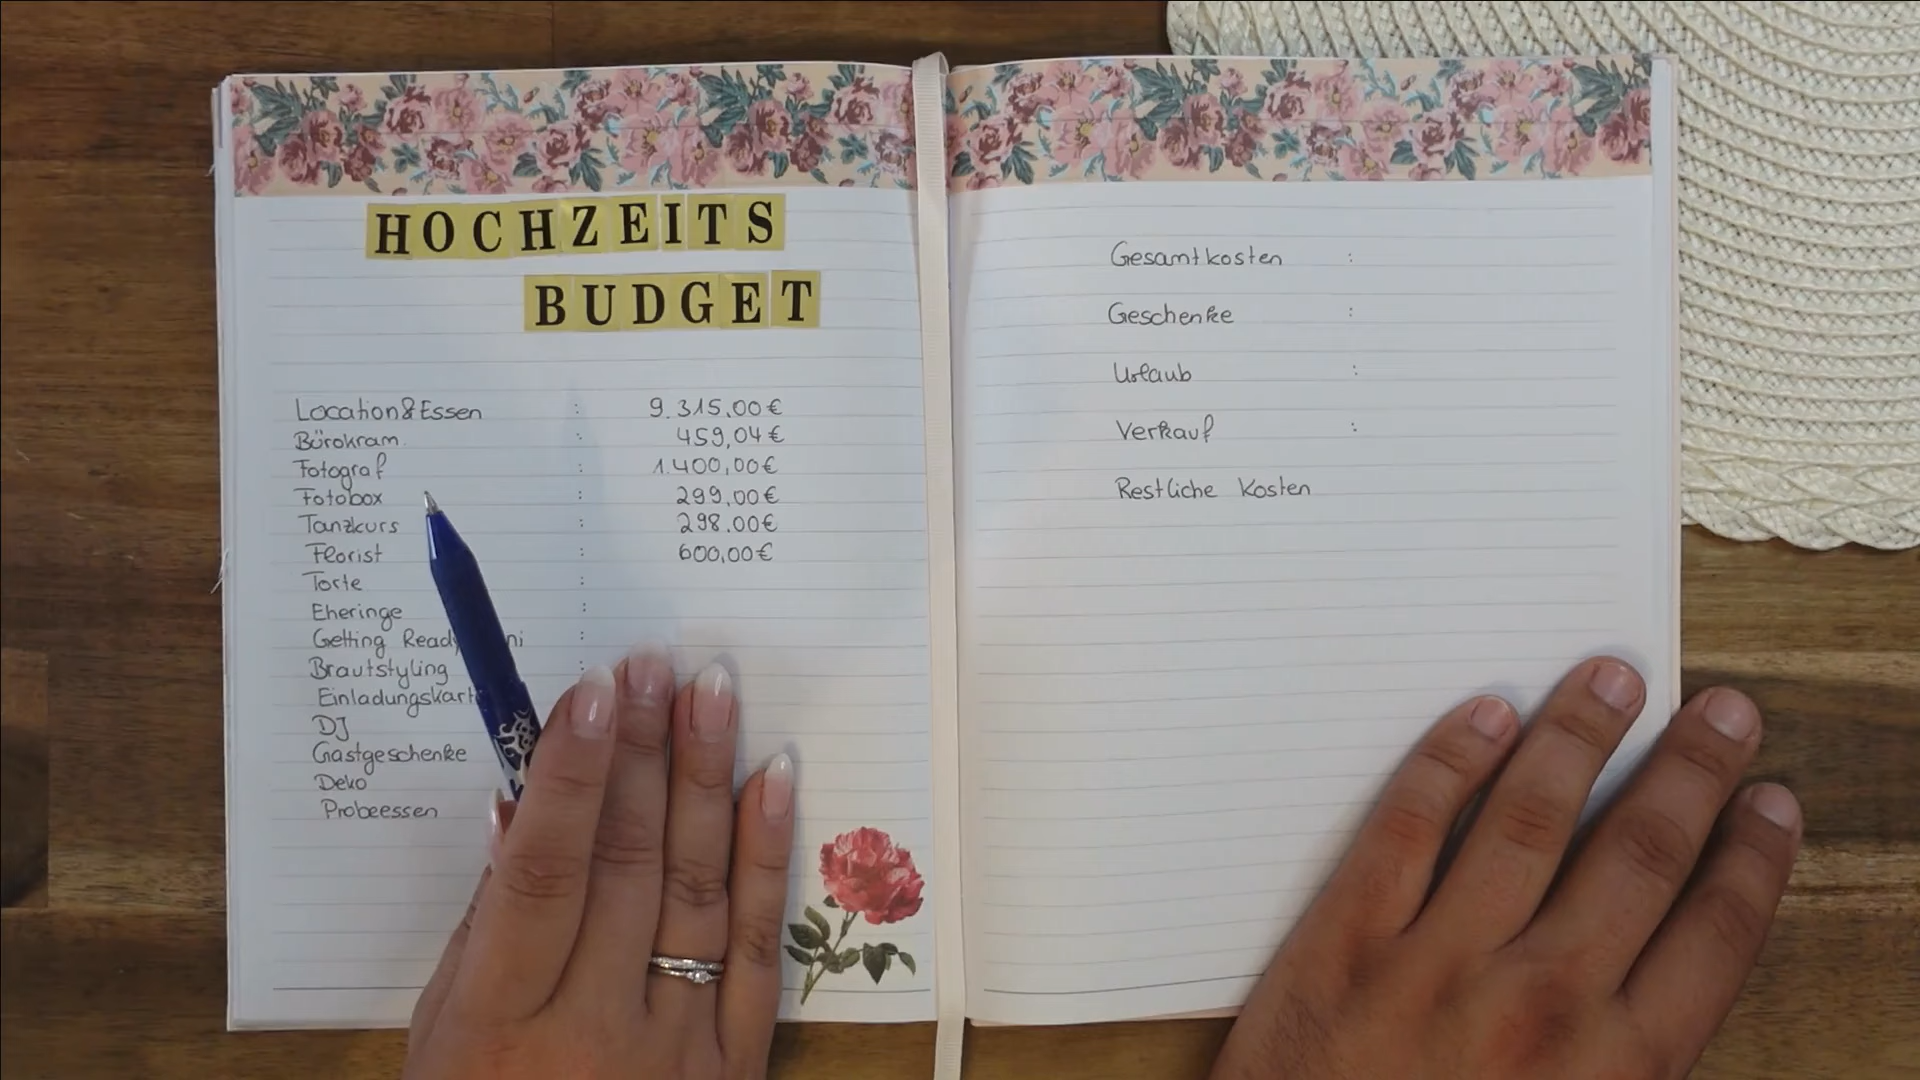 HOCHZEITS
BUDGET
Location&Essen : 9.315,00€
Bürokram : 459,04€
Fotograf : 1.400,00€
Fotobox : 299,00€
Tanzkurs : 298.00€
Florist : 600,00€
Torte :
Eheringe :
Getting Ready :
Brautstyling :
Einladungskart
DJ
Gastgeschenke
Deko
Probeessen
Gesamtkosten :
Geschenke :
Urlaub :
Verkauf :
Restliche Kosten